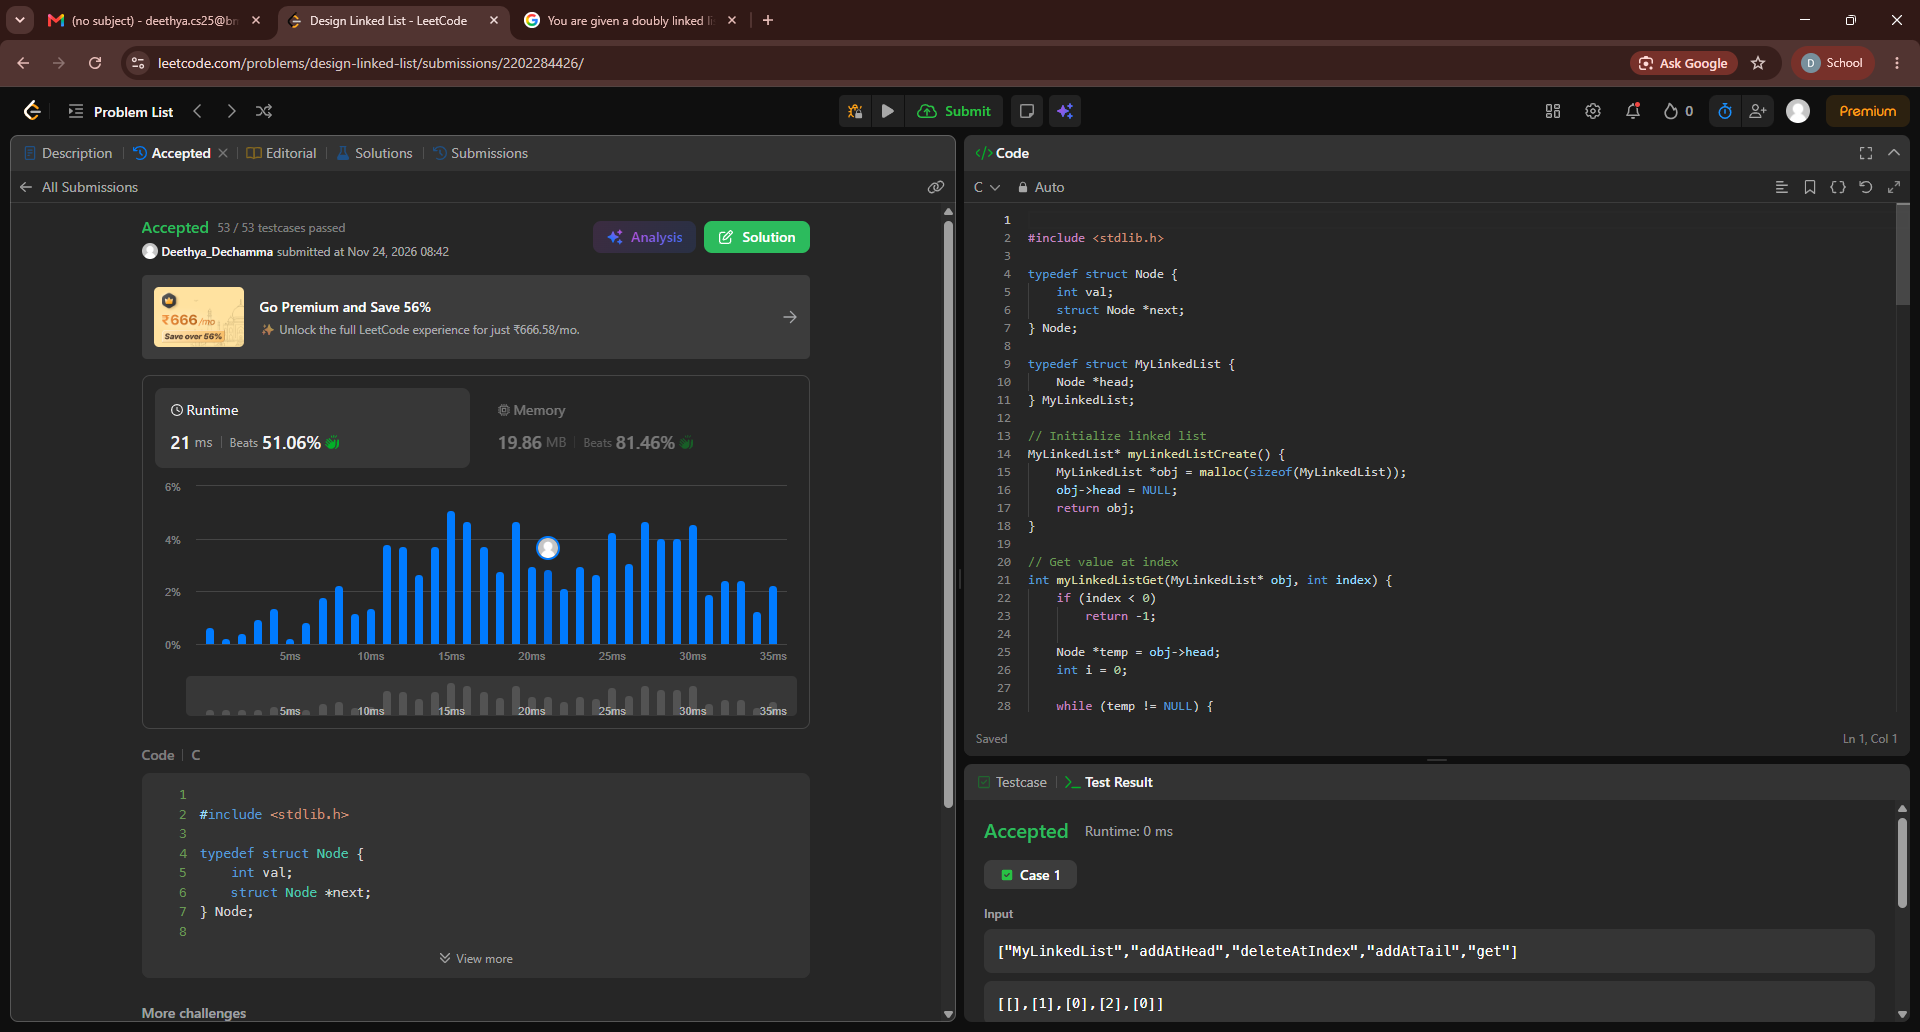 (no subject) - deethya.cs25@bm
Design Linked List - LeetCode
You are given a doubly linked li
leetcode.com/problems/design-linked-list/submissions/2202284426/
Ask Google
D School
Problem List
Submit
0
Premium
Description
Accepted
Editorial
Solutions
Submissions
All Submissions
Accepted 53 / 53 testcases passed
Deethya_Dechamma submitted at Nov 24, 2026 08:42
Analysis
Solution
₹666/mo
Save over 56%
Go Premium and Save 56%
Unlock the full LeetCode experience for just ₹666.58/mo.
Runtime
21 ms | Beats 51.06%
Memory
19.86 MB | Beats 81.46%
6%
4%
2%
0%
5ms 10ms 15ms 20ms 25ms 30ms 35ms
5ms 10ms 15ms 20ms 25ms 30ms 35ms
Code | C
1
2 #include <stdlib.h>
3
4 typedef struct Node {
5 int val;
6 struct Node *next;
7 } Node;
8
View more
More challenges
</> Code
C
Auto
1
2 #include <stdlib.h>
3
4 typedef struct Node {
5 int val;
6 struct Node *next;
7 } Node;
8
9 typedef struct MyLinkedList {
10 Node *head;
11 } MyLinkedList;
12
13 // Initialize linked list
14 MyLinkedList* myLinkedListCreate() {
15 MyLinkedList *obj = malloc(sizeof(MyLinkedList));
16 obj->head = NULL;
17 return obj;
18 }
19
20 // Get value at index
21 int myLinkedListGet(MyLinkedList* obj, int index) {
22 if (index < 0)
23 return -1;
24
25 Node *temp = obj->head;
26 int i = 0;
27
28 while (temp != NULL) {
Saved
Ln 1, Col 1
Testcase
Test Result
Accepted Runtime: 0 ms
Case 1
Input
["MyLinkedList","addAtHead","deleteAtIndex","addAtTail","get"]
[[],[1],[0],[2],[0]]